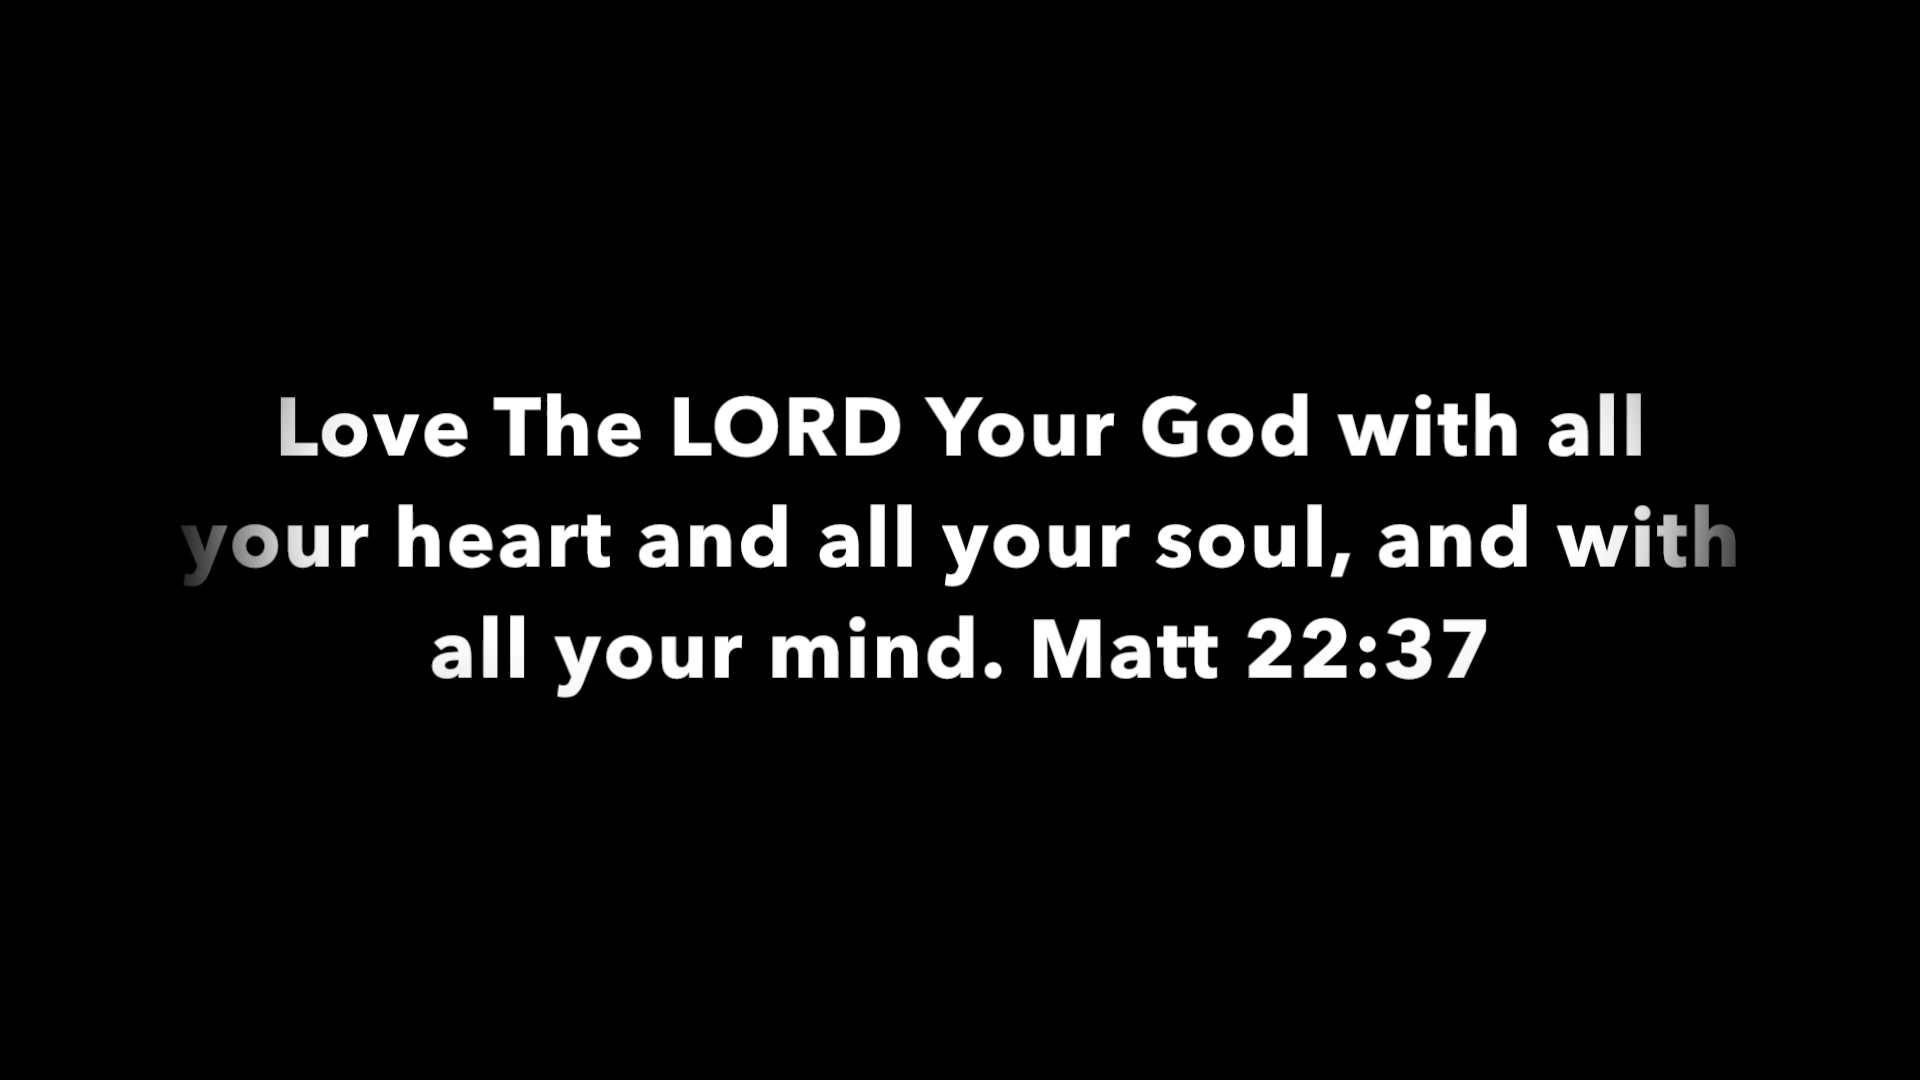 Love The LORD Your God with all
your heart and all your soul, and with
all your mind. Matt 22:37